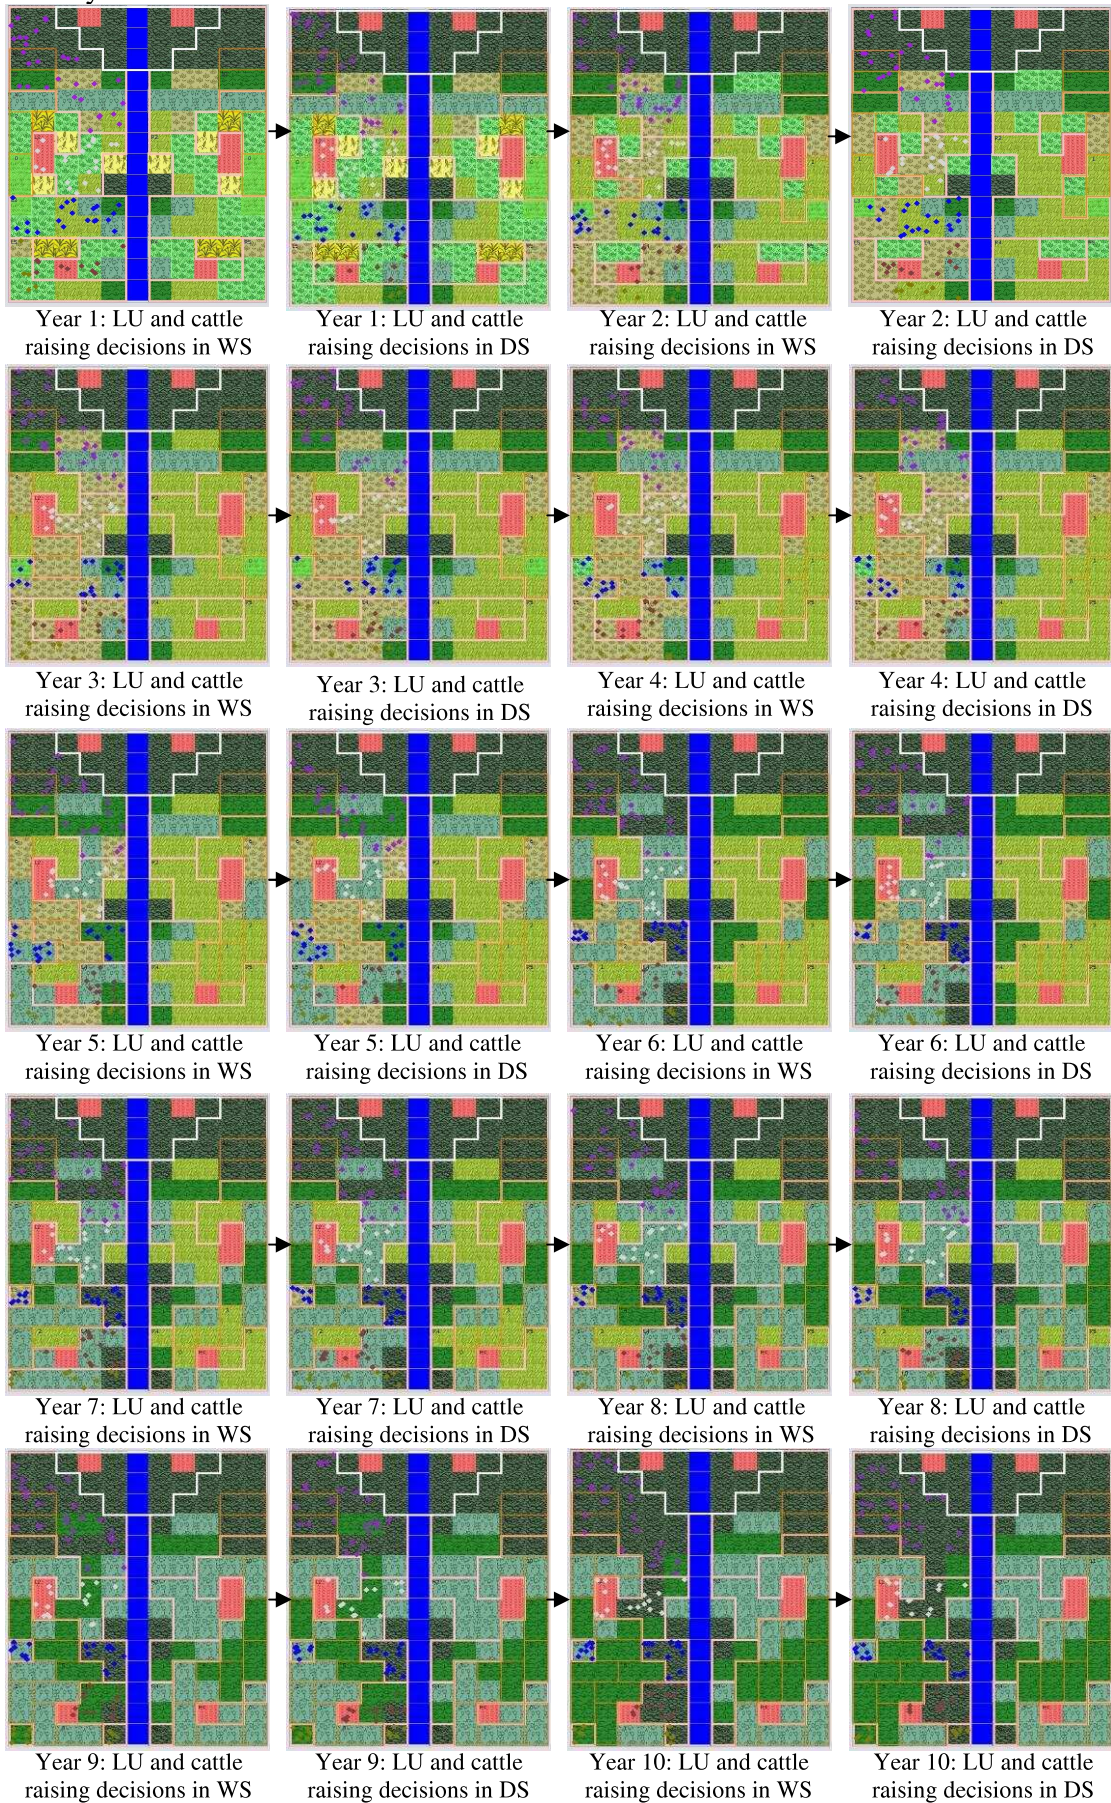 Year 1: LU and cattle
raising decisions in WS
Year 1: LU and cattle
raising decisions in DS
Year 2: LU and cattle
raising decisions in WS
Year 2: LU and cattle
raising decisions in DS
Year 3: LU and cattle
raising decisions in WS
Year 3: LU and cattle
raising decisions in DS
Year 4: LU and cattle
raising decisions in WS
Year 4: LU and cattle
raising decisions in DS
Year 5: LU and cattle
raising decisions in WS
Year 5: LU and cattle
raising decisions in DS
Year 6: LU and cattle
raising decisions in WS
Year 6: LU and cattle
raising decisions in DS
Year 7: LU and cattle
raising decisions in WS
Year 7: LU and cattle
raising decisions in DS
Year 8: LU and cattle
raising decisions in WS
Year 8: LU and cattle
raising decisions in DS
Year 9: LU and cattle
raising decisions in WS
Year 9: LU and cattle
raising decisions in DS
Year 10: LU and cattle
raising decisions in WS
Year 10: LU and cattle
raising decisions in DS